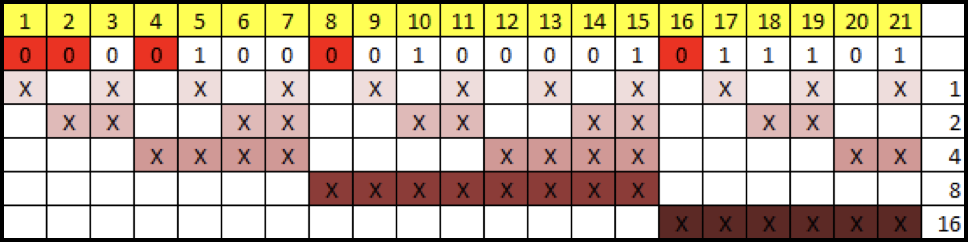 1 2 3 4 5 6 7 8 9 10 11 12 13 14 15 16 17 18 19 20 21
0 0 0 0 1 0 0 0 0 1 0 0 0 0 1 0 1 1 1 0 1
X X X X X X X X X X X 1
X X X X X X X X X X 2
X X X X X X X X X X 4
X X X X X X X X 8
X X X X X X 16